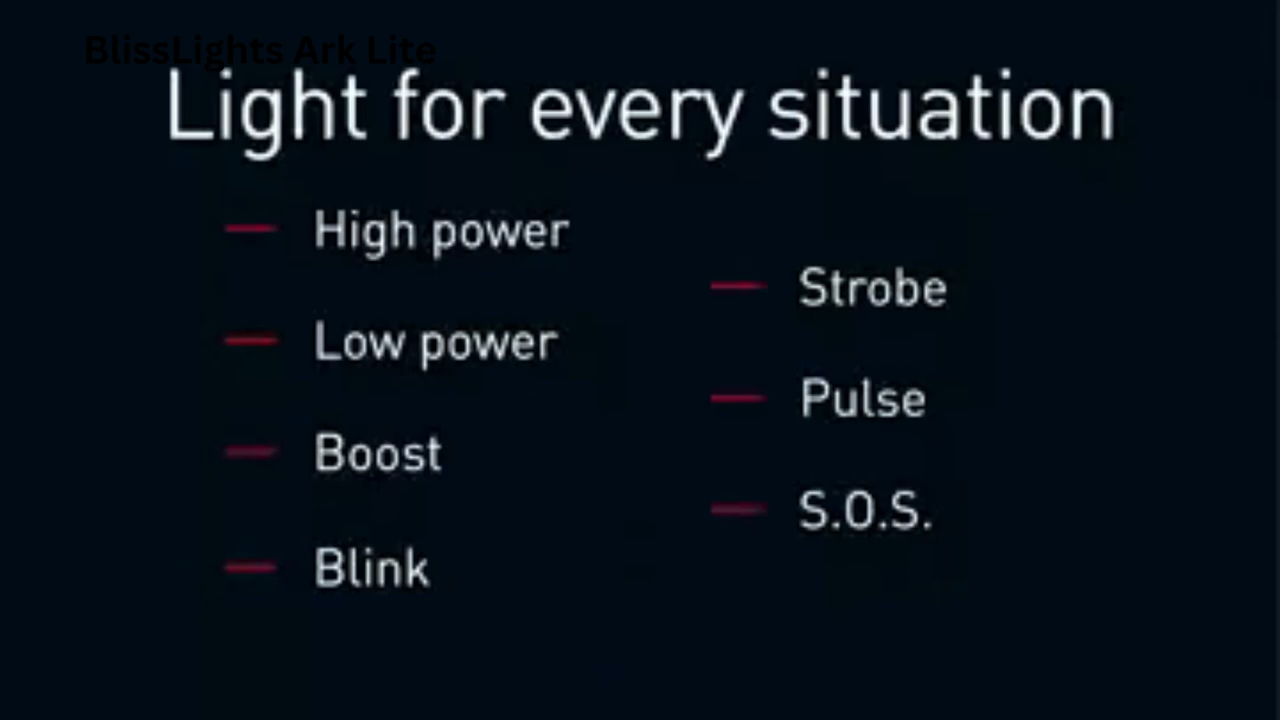 BlissLights Ark Lite
Light for every situation
High power
Low power
Boost
Blink
Strobe
Pulse
S.O.S.